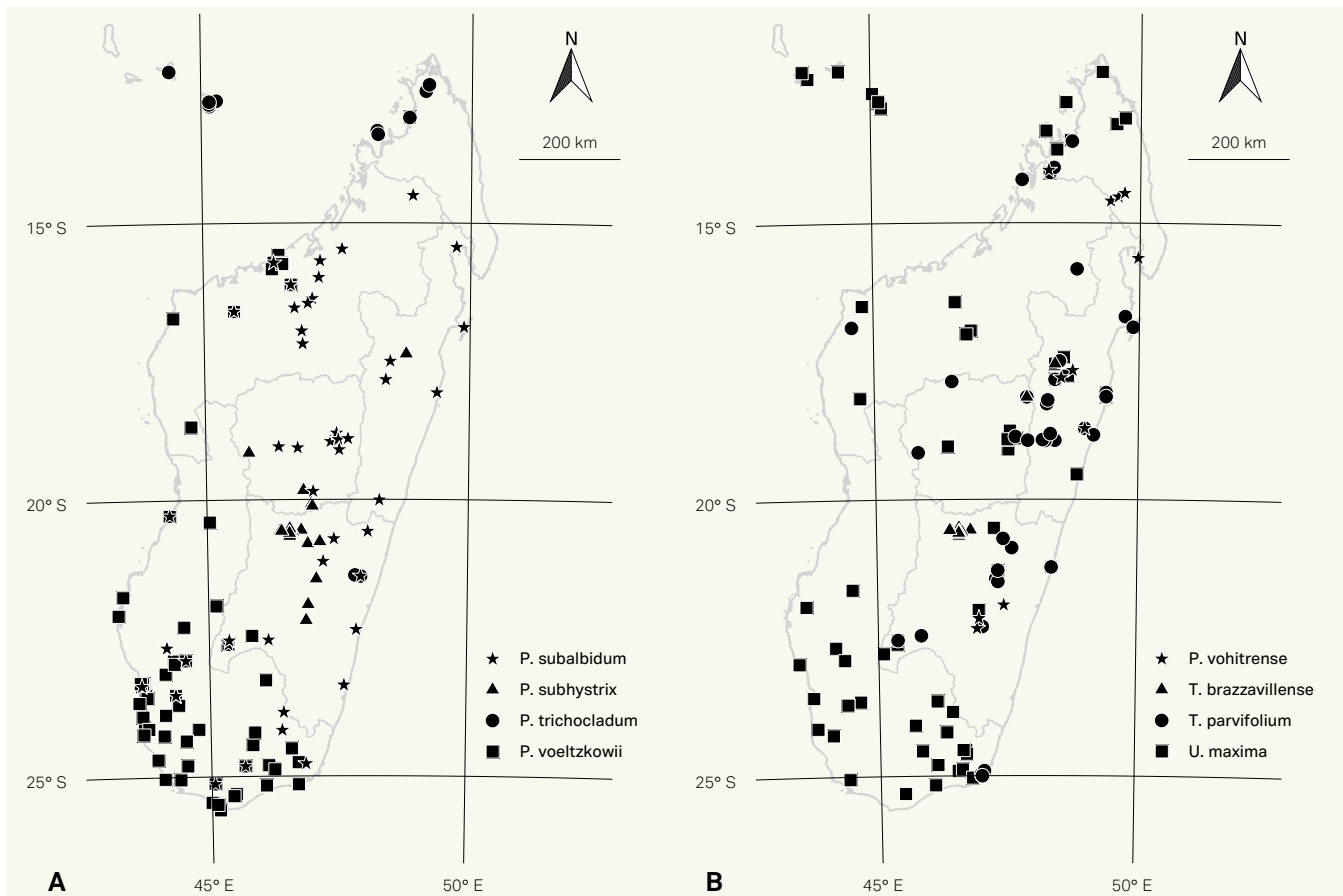 N
200 km
15° S
20° S
P. subalbidum
P. subhystrix
P. trichocladum
P. voeltzkowii
25° S
A
45° E
50° E
N
200 km
15° S
20° S
P. vohitrense
T. brazzavillense
T. parvifolium
U. maxima
25° S
B
45° E
50° E